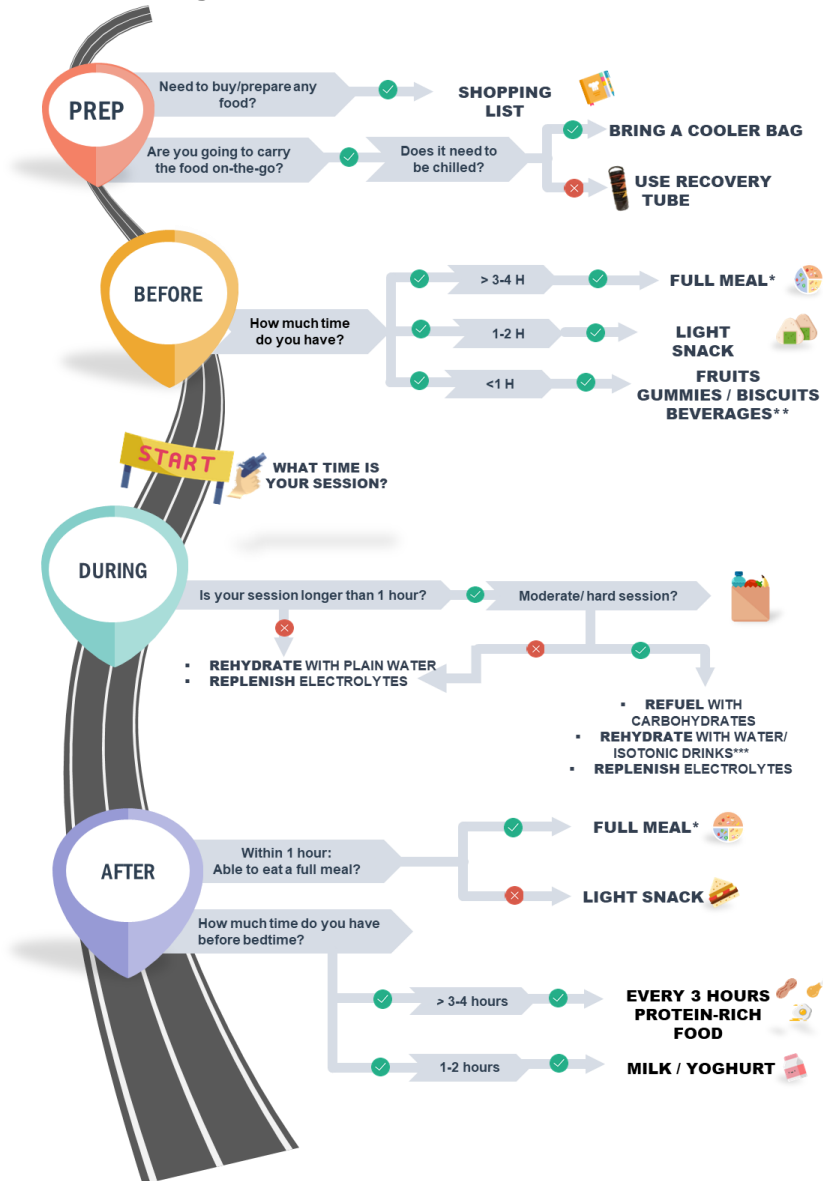 PREP
Need to buy/prepare any
food?
SHOPPING
LIST
Are you going to carry
the food on-the-go?
Does it need to
be chilled?
BRING A COOLER BAG
USE RECOVERY
TUBE
BEFORE
How much time
do you have?
> 3-4 H
FULL MEAL*
1-2 H
LIGHT
SNACK
<1 H
FRUITS
GUMMIES / BISCUITS
BEVERAGES**
START
WHAT TIME IS
YOUR SESSION?
DURING
Is your session longer than 1 hour?
Moderate/ hard session?
▪ REHYDRATE WITH PLAIN WATER
▪ REPLENISH ELECTROLYTES
▪ REFUEL WITH
CARBOHYDRATES
▪ REHYDRATE WITH WATER/
ISOTONIC DRINKS***
▪ REPLENISH ELECTROLYTES
AFTER
Within 1 hour:
Able to eat a full meal?
FULL MEAL*
LIGHT SNACK
How much time do you have
before bedtime?
> 3-4 hours
EVERY 3 HOURS
PROTEIN-RICH
FOOD
1-2 hours
MILK / YOGHURT